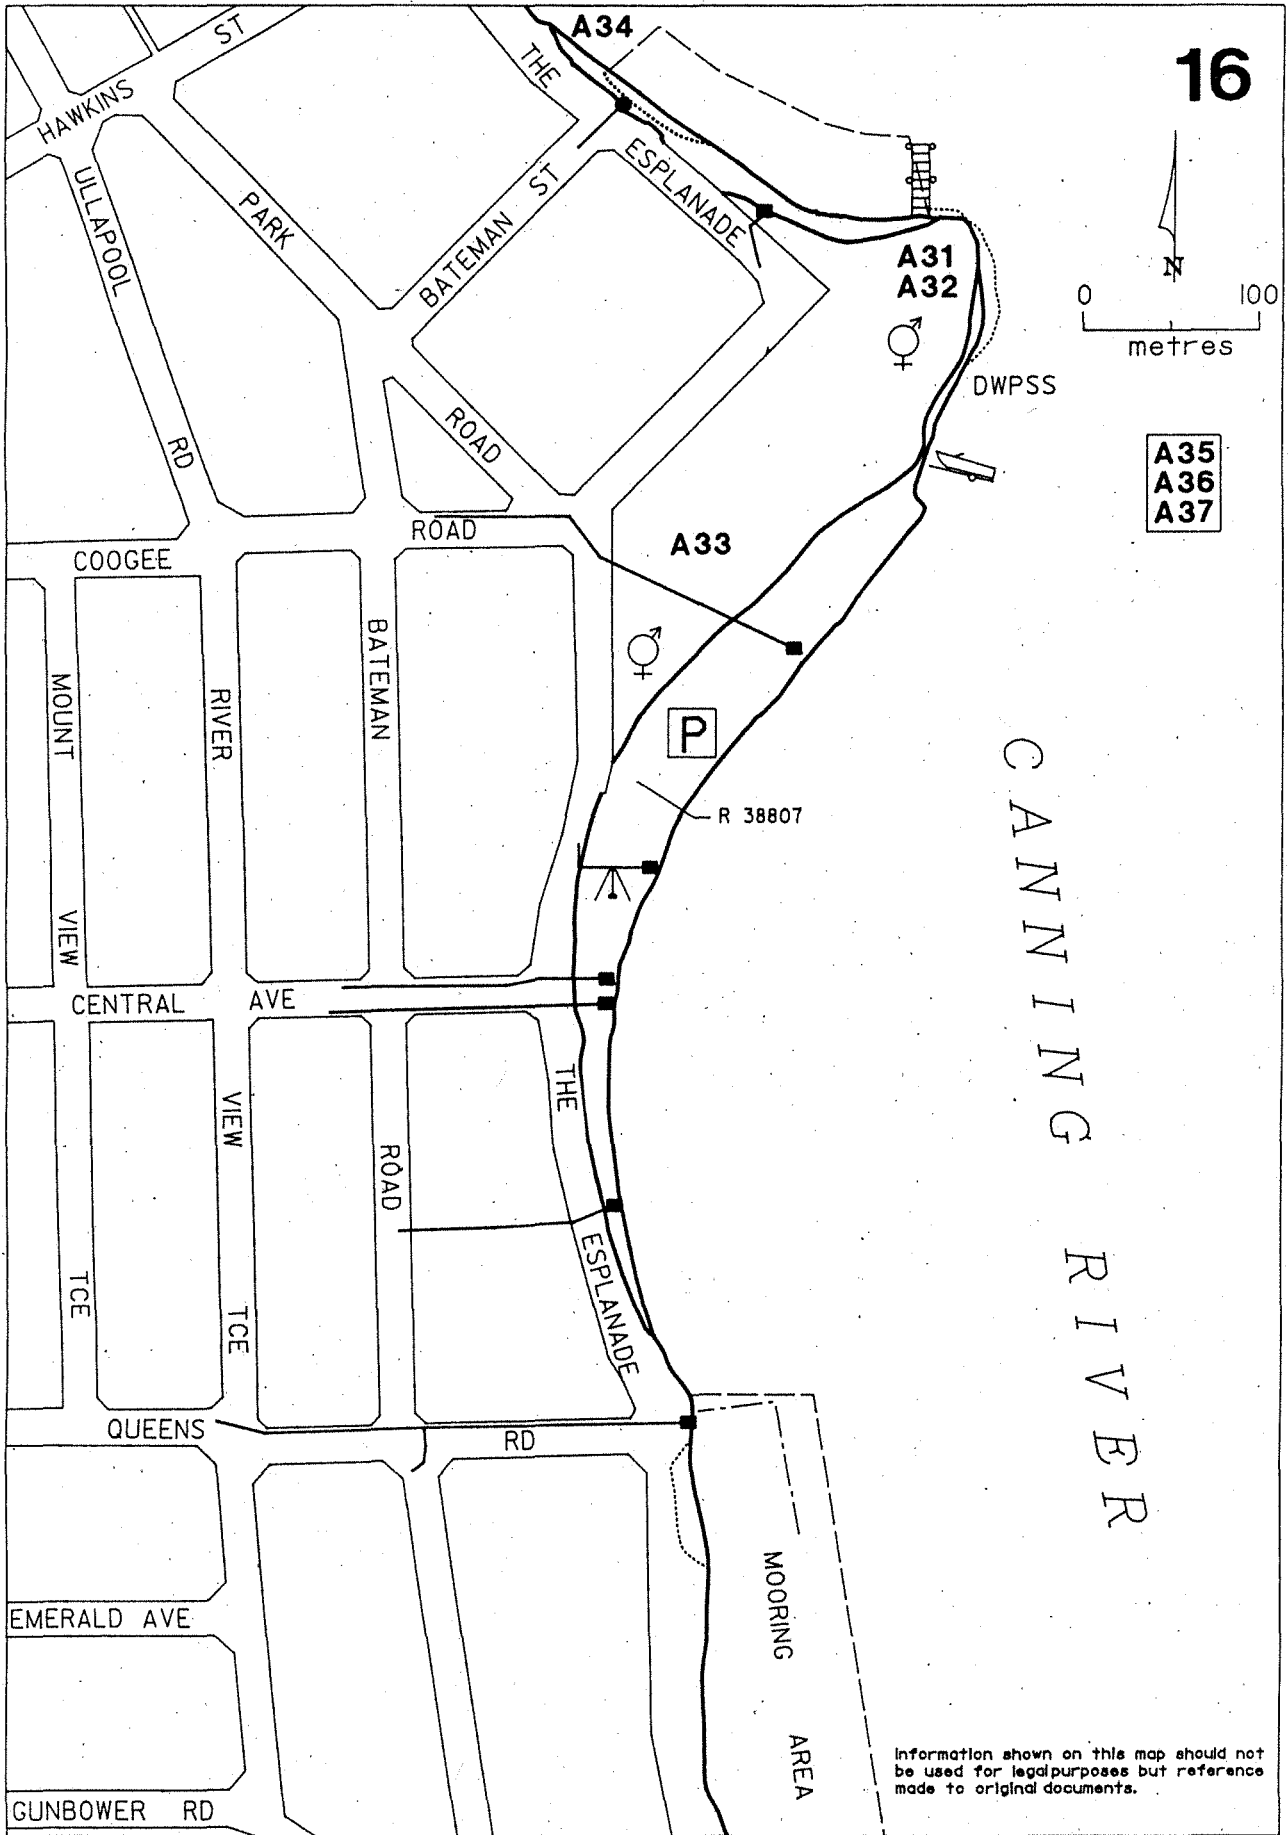 A34
16
HAWKINS ST
THE ESPLANADE
ULLAPOOL RD
PARK ROAD
BATEMAN ST
A31
A32
N
0 100
metres
DWPSS
A35
A36
A37
A33
COOGEE ROAD
MOUNT VIEW TCE
RIVER VIEW TCE
BATEMAN ROAD
P
R 38807
CANNING RIVER
CENTRAL AVE
THE ESPLANADE
QUEENS RD
MOORING AREA
EMERALD AVE
GUNBOWER RD
Information shown on this map should not
be used for legal purposes but reference
made to original documents.